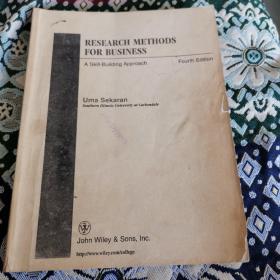 RESEARCH METHODS
FOR BUSINESS
A Skill-Building Approach Fourth Edition
Uma Sekaran
Southern Illinois University at Carbondale
John Wiley & Sons, Inc.
http://www.wiley.com/college